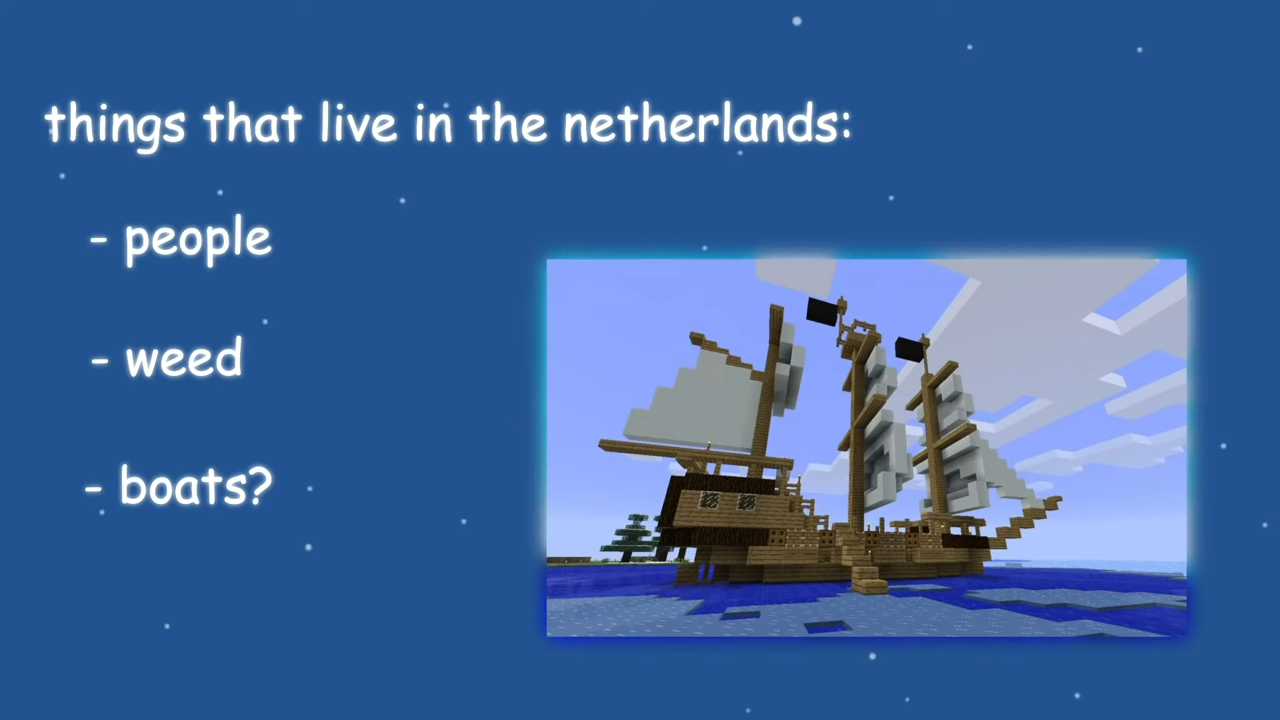 things that live in the netherlands:
- people
- weed
- boats?